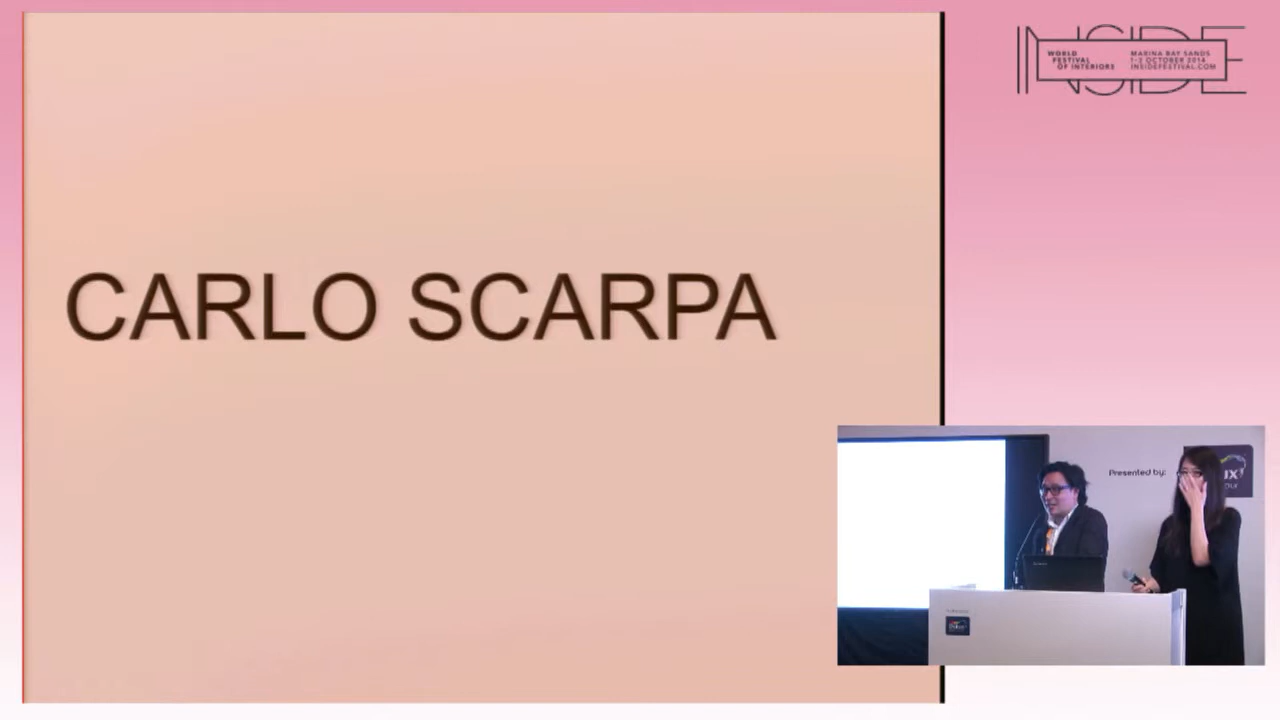 CARLO SCARPA
INSIDE
WORLD
FESTIVAL
OF INTERIORS
MARINA BAY SANDS
1-3 OCTOBER 2014
INSIDEFESTIVAL.COM
Presented by: